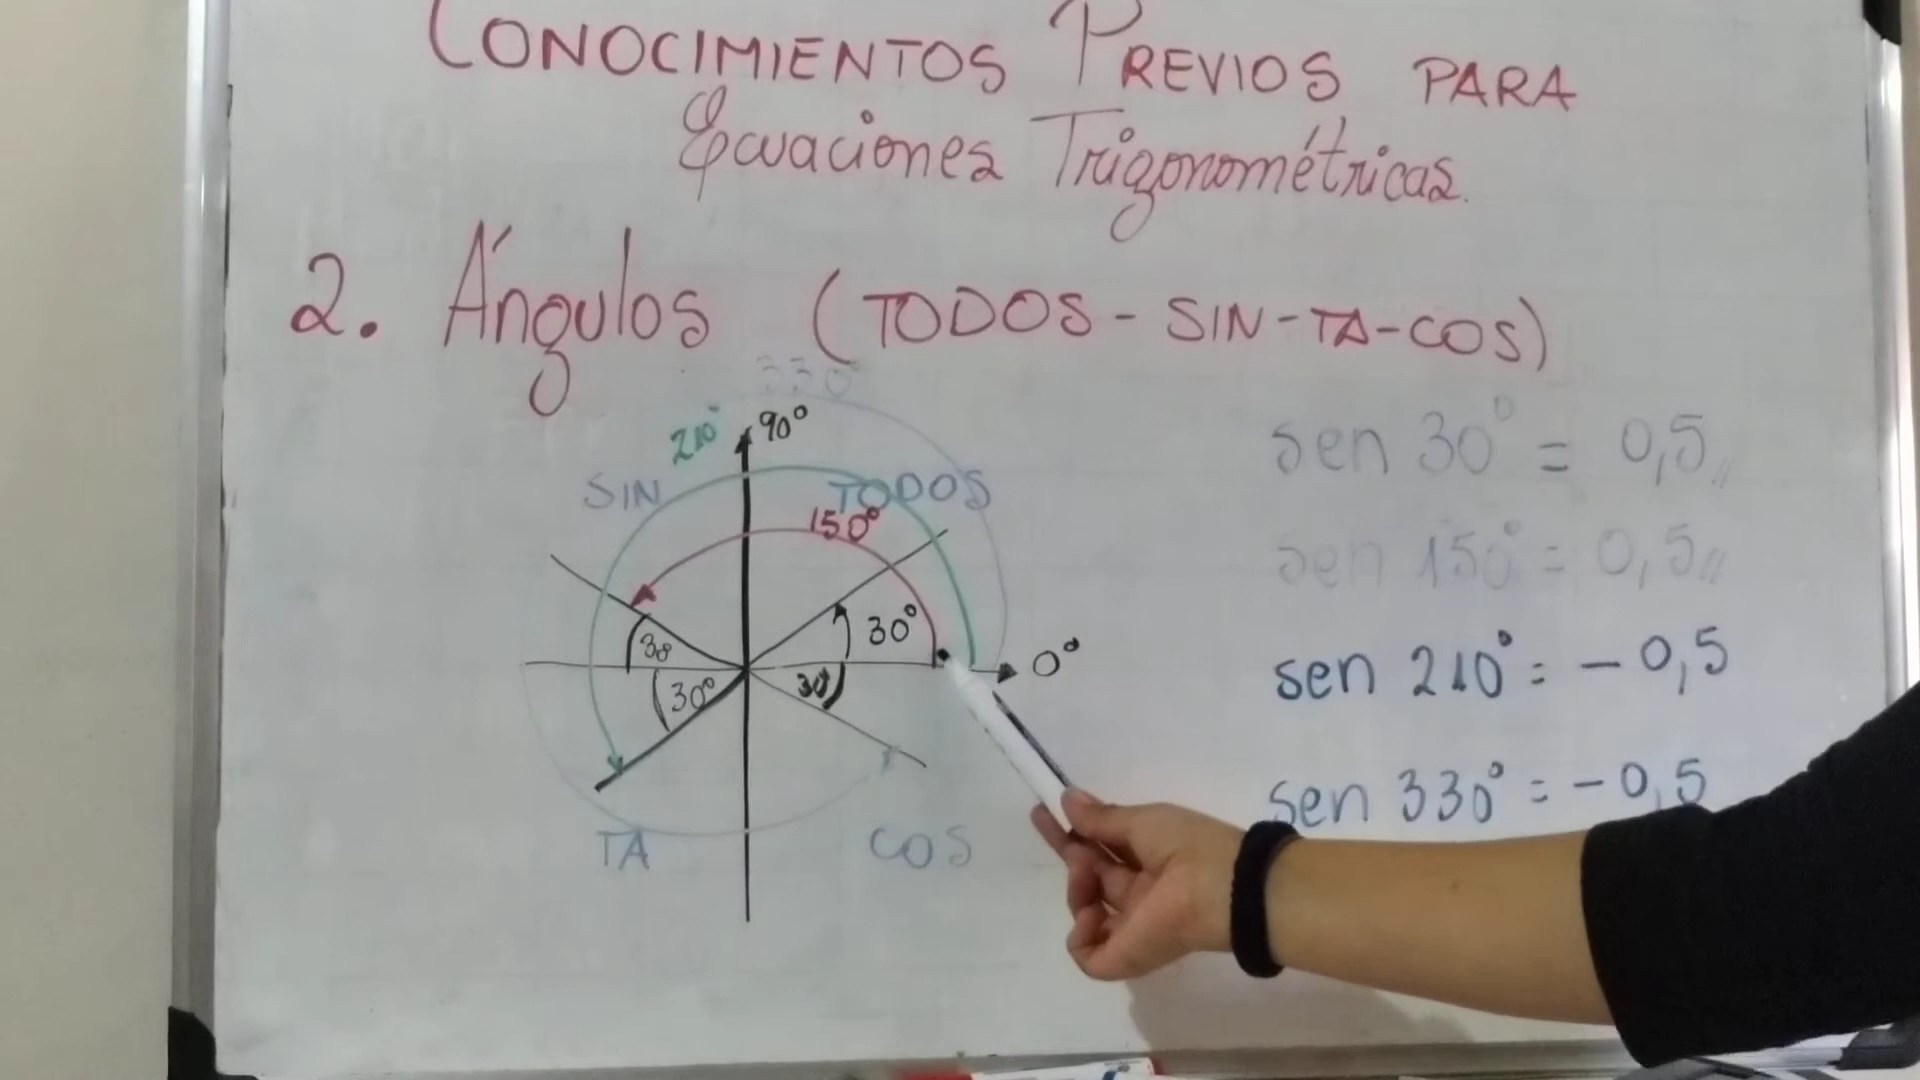 CONOCIMIENTOS PREVIOS PARA
Ecuaciones Trigonométricas.
2. Ángulos (TODOS - SIN - TA - COS)
330°
210°
90°
SIN
TODOS
150°
30°
30
0°
30°
30°
TA
COS
sen 30° = 0,5
sen 150° = 0,5
sen 210° = - 0,5
sen 330° = - 0,5